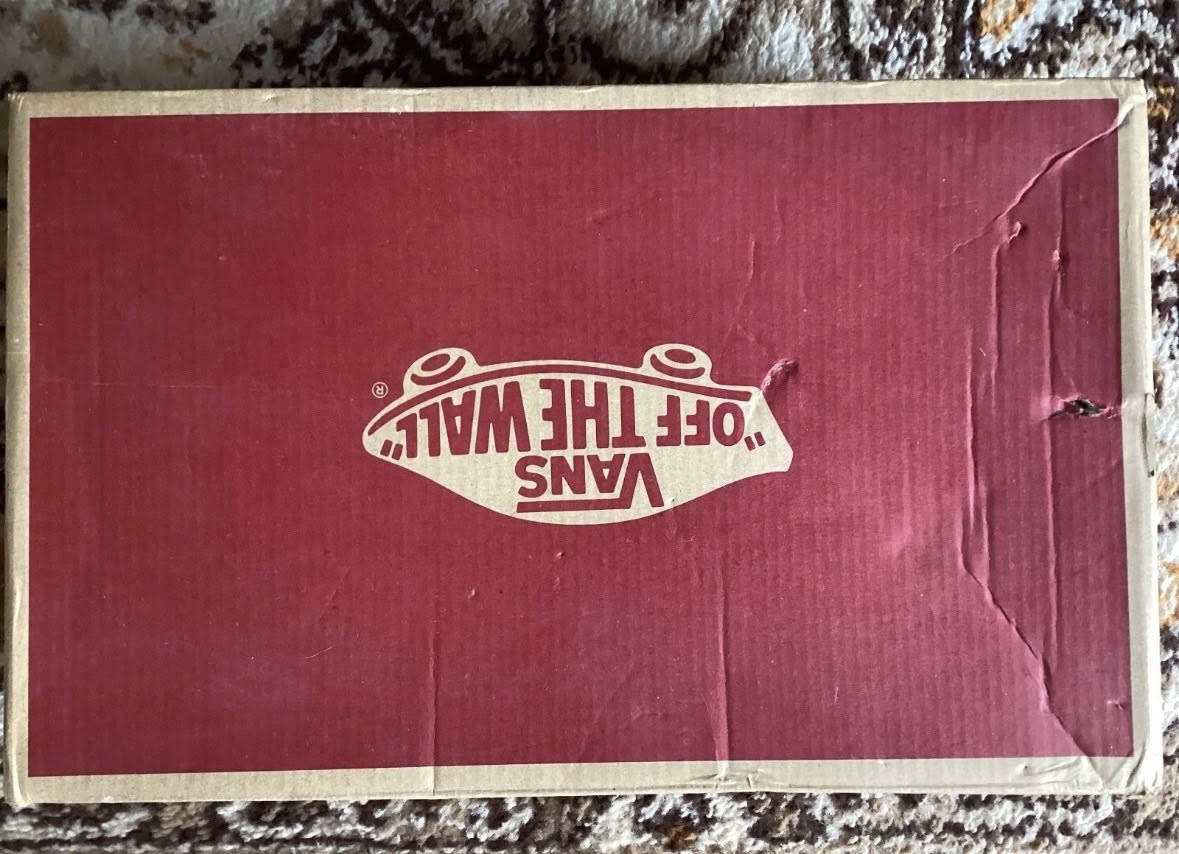 VANS
"OFF THE WALL"
®